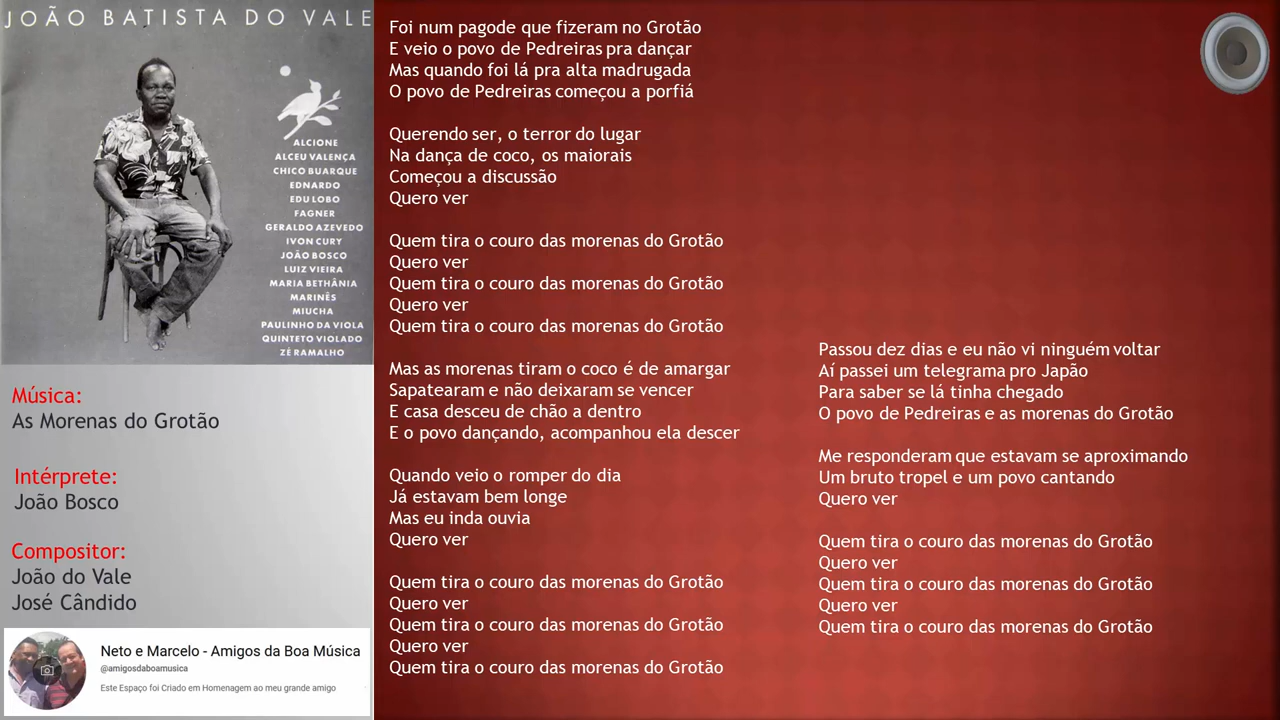 JOÃO BATISTA DO VALE
ALCIONE
ALCEU VALENÇA
CHICO BUARQUE
EDNARDO
EDU LOBO
FAGNER
GERALDO AZEVEDO
IVON CURY
JOÃO BOSCO
LUIZ VIEIRA
MARIA BETHÂNIA
MARINÊS
MIUCHA
PAULINHO DA VIOLA
QUINTETO VIOLADO
ZÉ RAMALHO
Música:
As Morenas do Grotão
Intérprete:
João Bosco
Compositor:
João do Vale
José Cândido
Neto e Marcelo - Amigos da Boa Música
@amigosdaboamusica
Este Espaço foi Criado em Homenagem ao meu grande amigo
Foi num pagode que fizeram no Grotão
E veio o povo de Pedreiras pra dançar
Mas quando foi lá pra alta madrugada
O povo de Pedreiras começou a porfiá
Querendo ser, o terror do lugar
Na dança de coco, os maiorais
Começou a discussão
Quero ver
Quem tira o couro das morenas do Grotão
Quero ver
Quem tira o couro das morenas do Grotão
Quero ver
Quem tira o couro das morenas do Grotão
Mas as morenas tiram o coco é de amargar
Sapatearam e não deixaram se vencer
E casa desceu de chão a dentro
E o povo dançando, acompanhou ela descer
Quando veio o romper do dia
Já estavam bem longe
Mas eu inda ouvia
Quero ver
Quem tira o couro das morenas do Grotão
Quero ver
Quem tira o couro das morenas do Grotão
Quero ver
Quem tira o couro das morenas do Grotão
Passou dez dias e eu não vi ninguém voltar
Aí passei um telegrama pro Japão
Para saber se lá tinha chegado
O povo de Pedreiras e as morenas do Grotão
Me responderam que estavam se aproximando
Um bruto tropel e um povo cantando
Quero ver
Quem tira o couro das morenas do Grotão
Quero ver
Quem tira o couro das morenas do Grotão
Quero ver
Quem tira o couro das morenas do Grotão